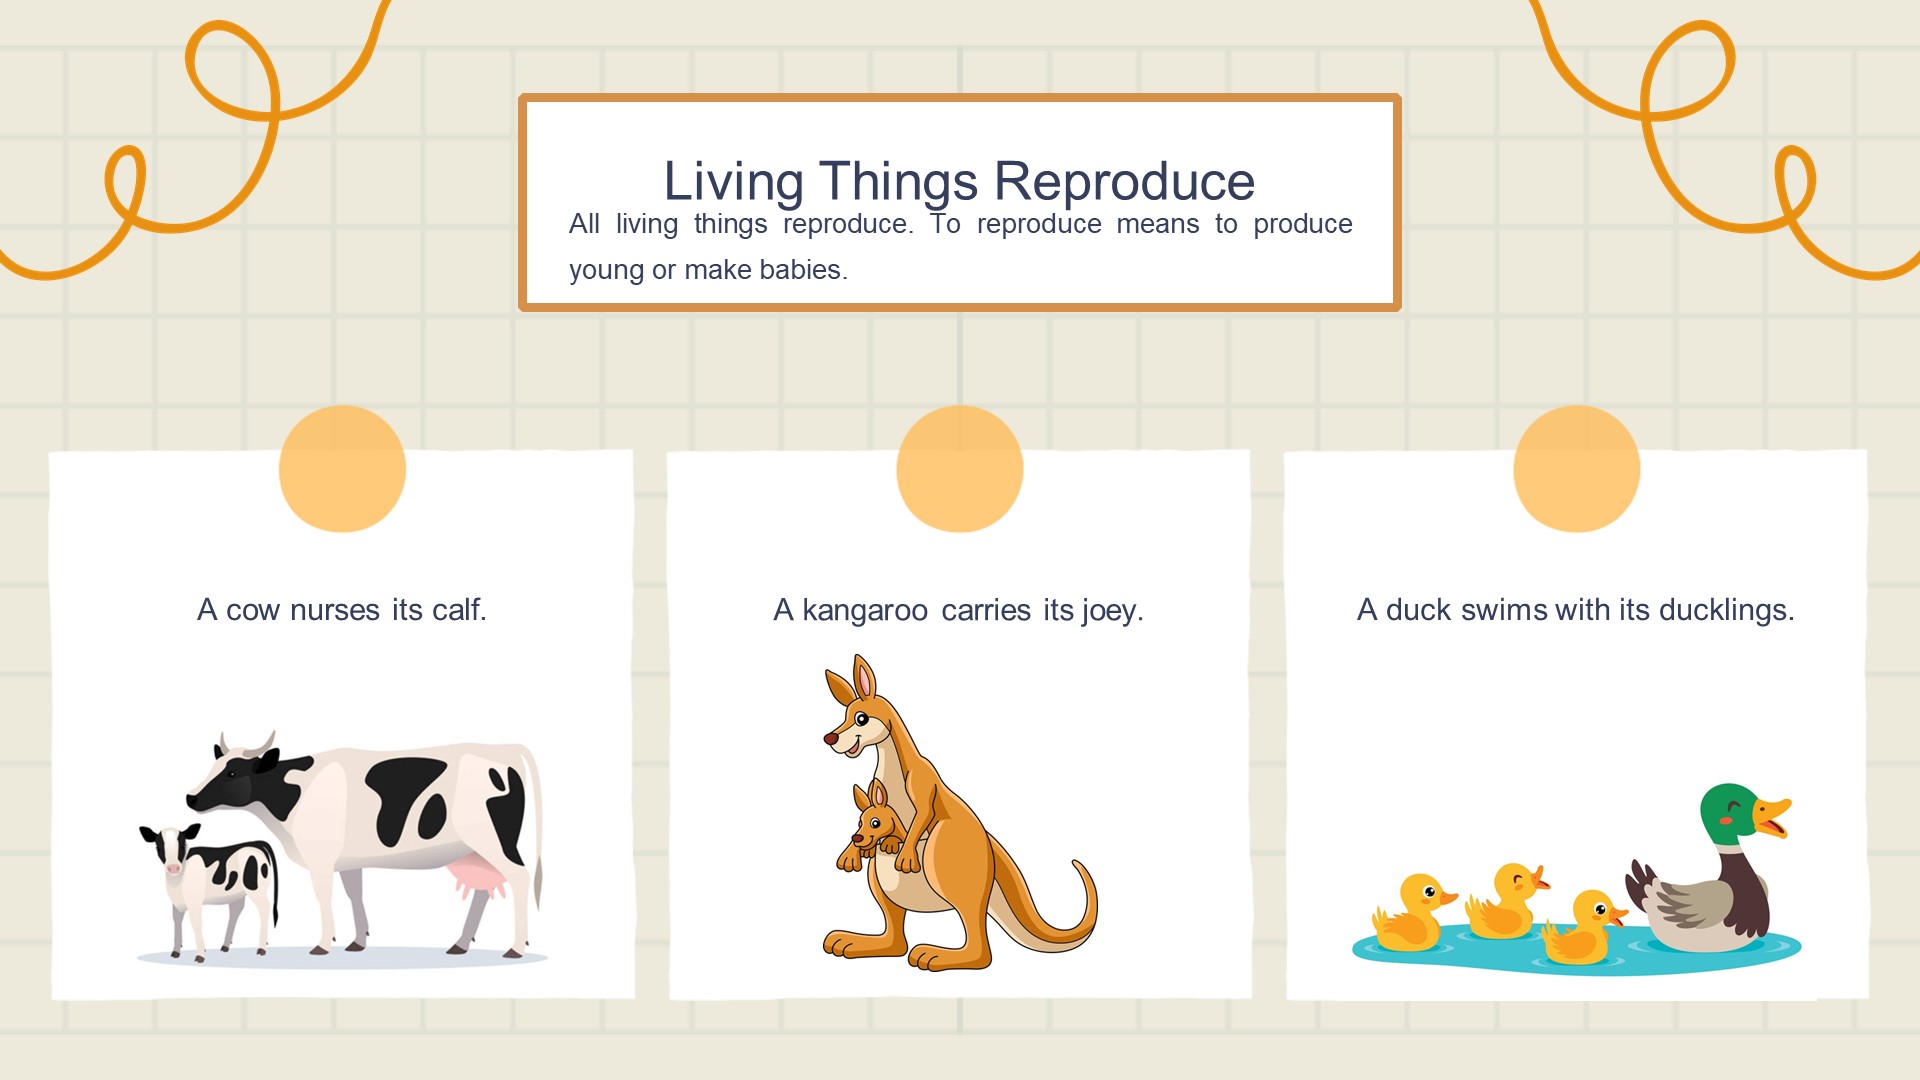 Living Things Reproduce
All living things reproduce. To reproduce means to produce
young or make babies.
A cow nurses its calf.
A kangaroo carries its joey.
A duck swims with its ducklings.